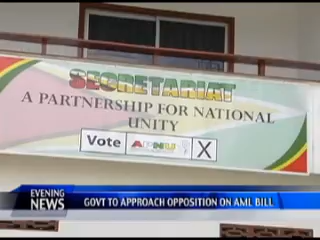 SECRETARIAT
A PARTNERSHIP FOR NATIONAL
UNITY
Vote APNU X
EVENING
NEWS
GOVT TO APPROACH OPPOSITION ON AML BILL